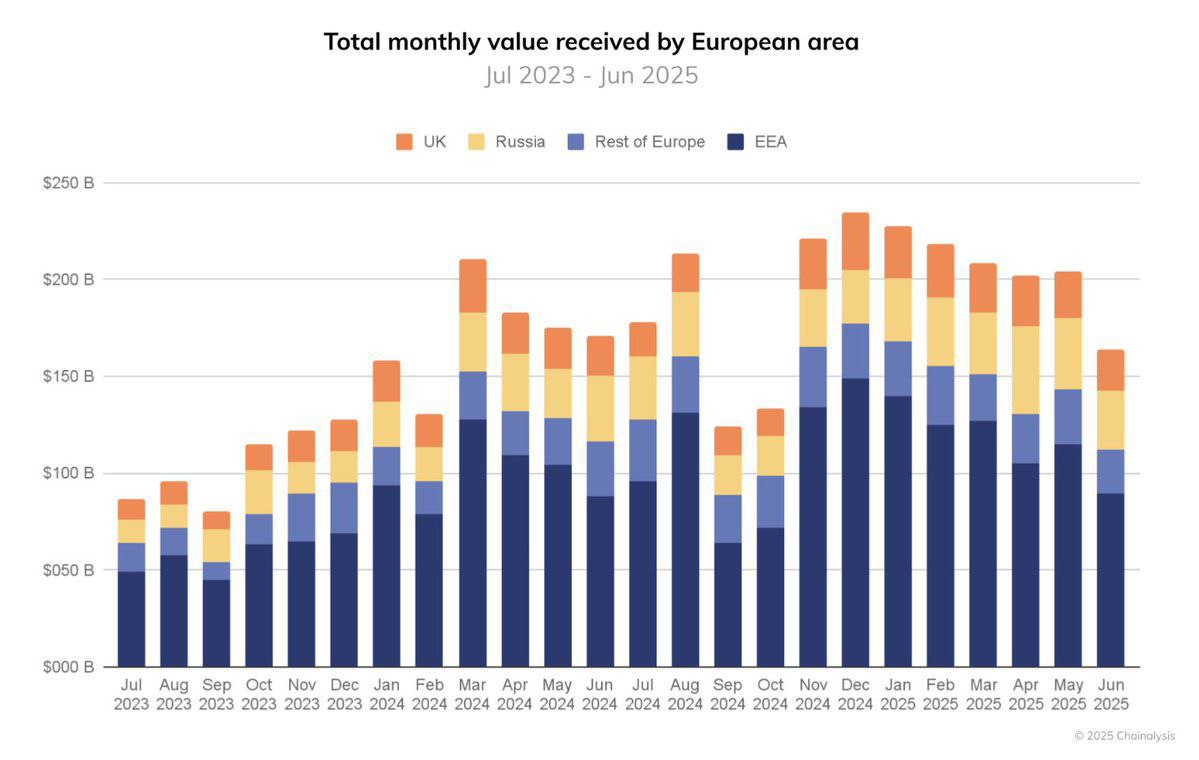 Total monthly value received by European area
Jul 2023 - Jun 2025
UK Russia Rest of Europe EEA
$250 B
$200 B
$150 B
$100 B
$050 B
$000 B
Jul Aug Sep Oct Nov Dec Jan Feb Mar Apr May Jun Jul Aug Sep Oct Nov Dec Jan Feb Mar Apr May Jun
2023 2023 2023 2023 2023 2023 2024 2024 2024 2024 2024 2024 2024 2024 2024 2024 2024 2024 2025 2025 2025 2025 2025 2025
© 2025 Chainalysis